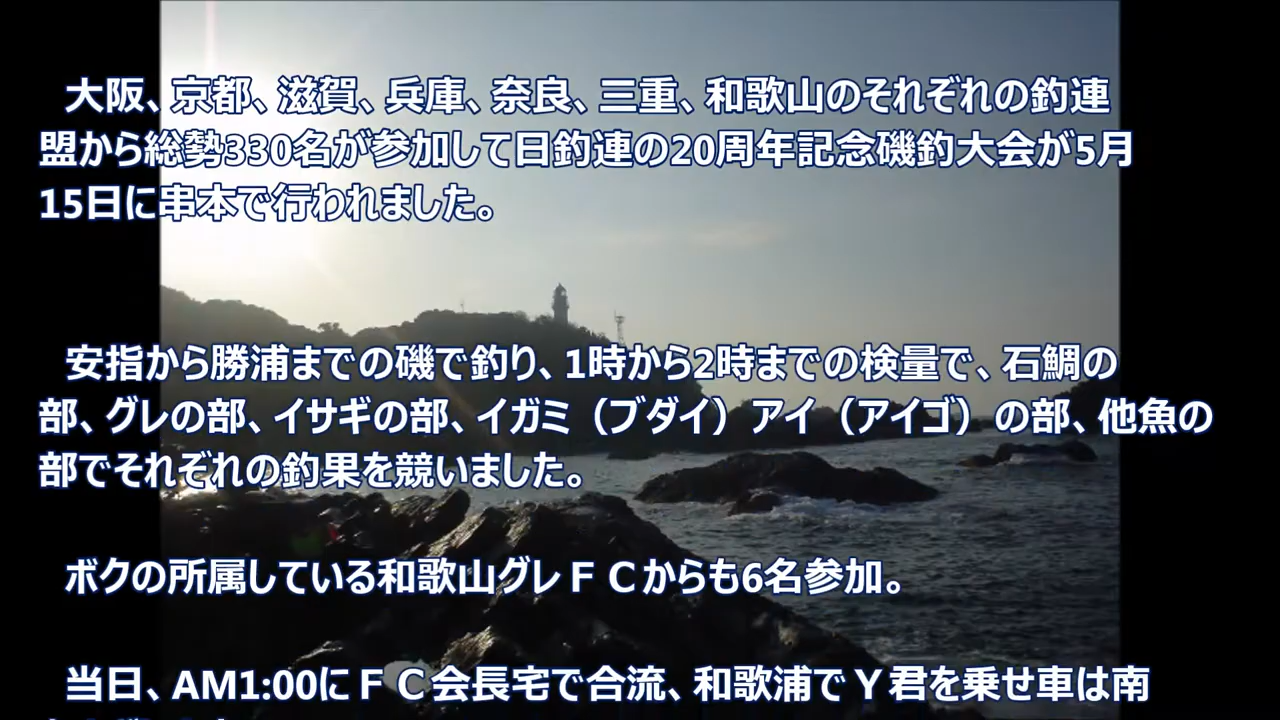 大阪、京都、滋賀、兵庫、奈良、三重、和歌山のそれぞれの釣連
盟から総勢330名が参加して日釣連の20周年記念磯釣大会が5月
15日に串本で行われました。
安指から勝浦までの磯で釣り、1時から2時までの検量で、石鯛の
部、グレの部、イサギの部、イガミ（ブダイ）アイ（アイゴ）の部、他魚の
部でそれぞれの釣果を競いました。
ボクの所属している和歌山グレＦＣからも6名参加。
当日、AM1:00にＦＣ会長宅で合流、和歌浦でＹ君を乗せ車は南